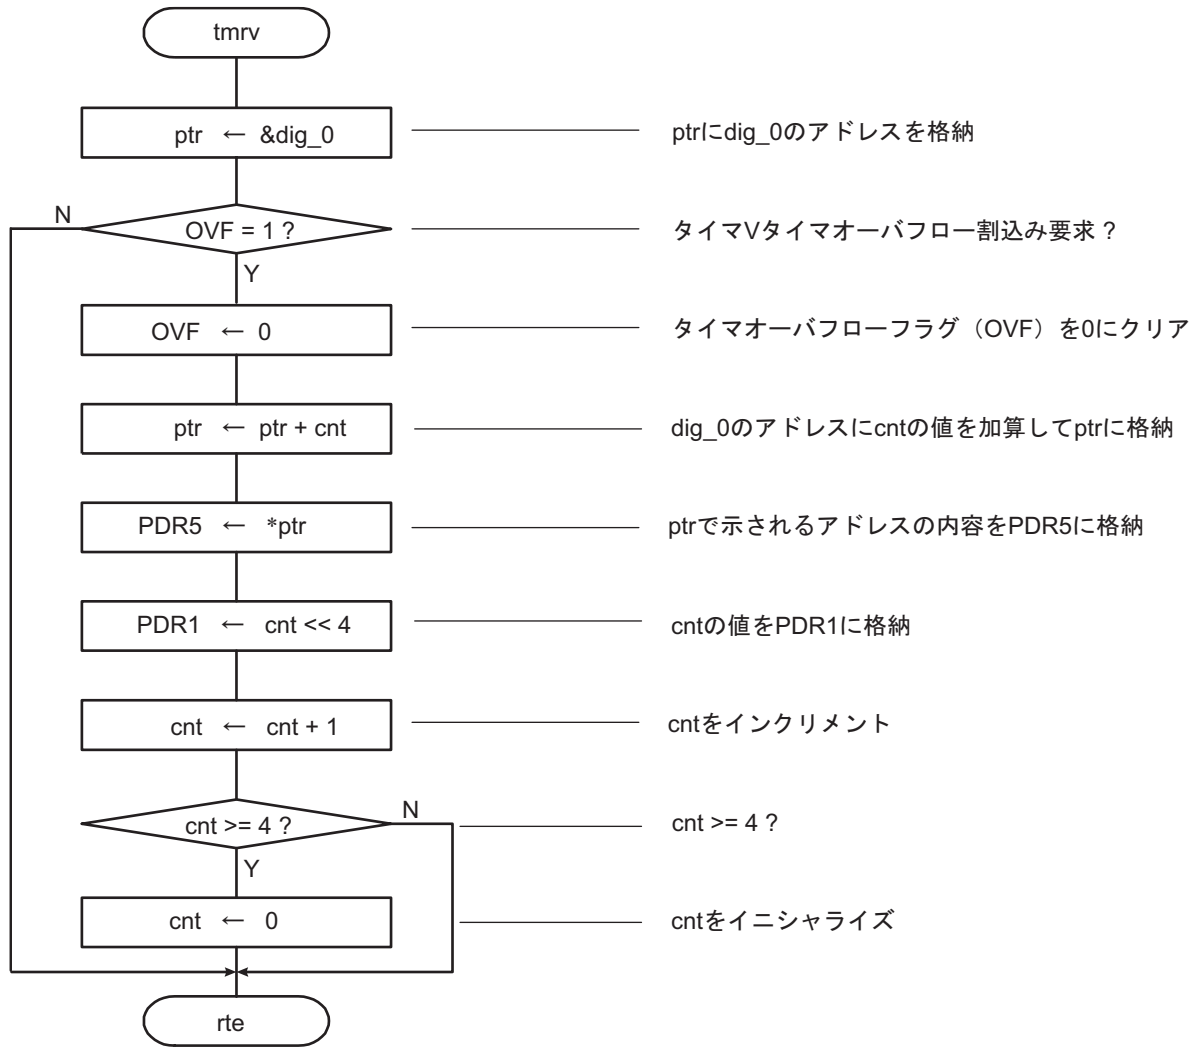 tmrv
ptr ← &dig_0
ptrにdig_0のアドレスを格納
N
OVF = 1 ?
タイマVタイマオーバフロー割込み要求 ?
Y
OVF ← 0
タイマオーバフローフラグ（OVF）を0にクリア
ptr ← ptr + cnt
dig_0のアドレスにcntの値を加算してptrに格納
PDR5 ← *ptr
ptrで示されるアドレスの内容をPDR5に格納
PDR1 ← cnt << 4
cntの値をPDR1に格納
cnt ← cnt + 1
cntをインクリメント
cnt >= 4 ?
N
cnt >= 4 ?
Y
cnt ← 0
cntをイニシャライズ
rte